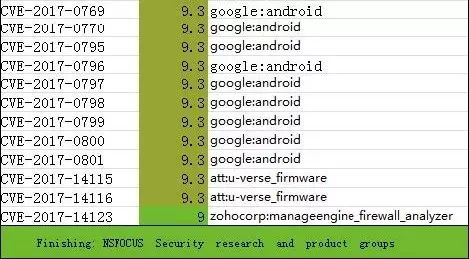 CVE-2017-0769 9.3 google:android
CVE-2017-0770 9.3 google:android
CVE-2017-0795 9.3 google:android
CVE-2017-0796 9.3 google:android
CVE-2017-0797 9.3 google:android
CVE-2017-0798 9.3 google:android
CVE-2017-0799 9.3 google:android
CVE-2017-0800 9.3 google:android
CVE-2017-0801 9.3 google:android
CVE-2017-14115 9.3 att:u-verse_firmware
CVE-2017-14116 9.3 att:u-verse_firmware
CVE-2017-14123 9 zohocorp:manageengine_firewall_analyzer
Finishing: NSFOCUS Security research and product groups